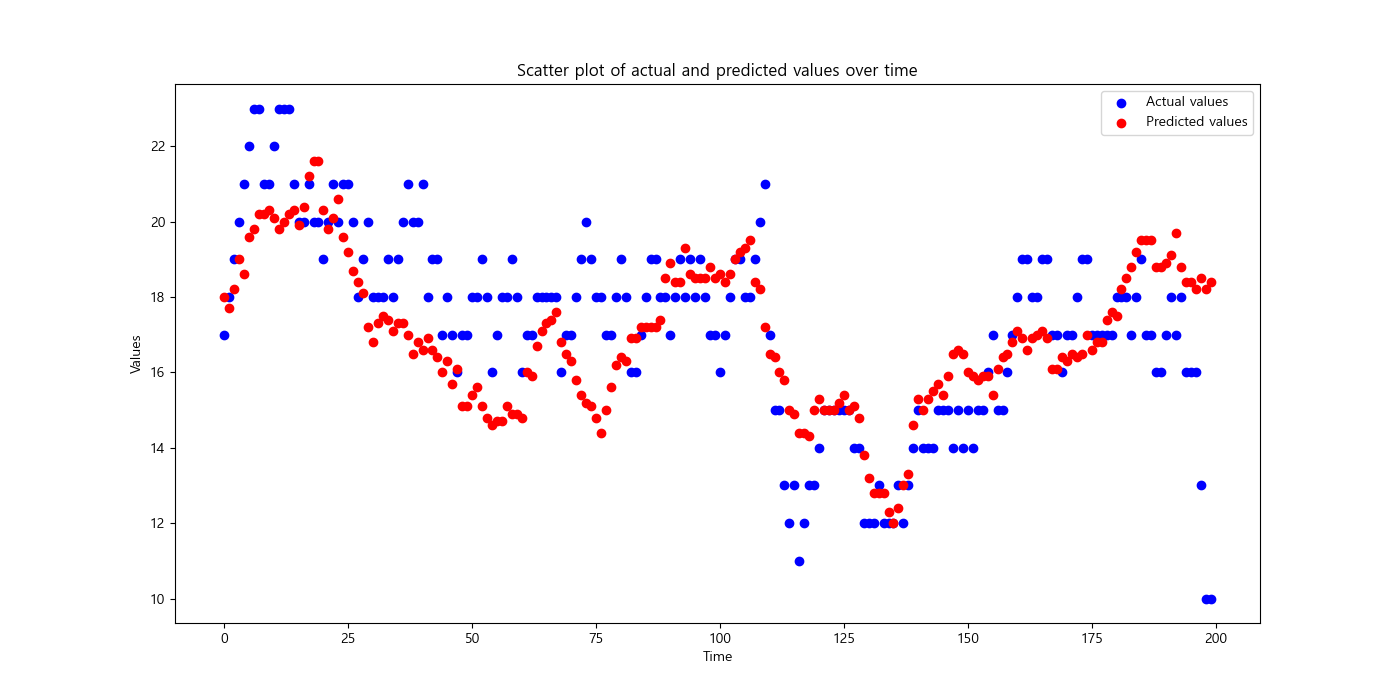 Scatter plot of actual and predicted values over time
Actual values
Predicted values
Values
22
20
18
16
14
12
10
0 25 50 75 100 125 150 175 200
Time